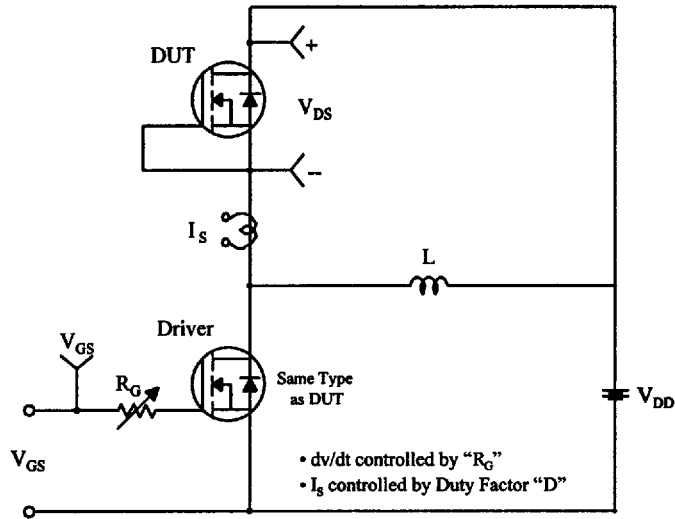 DUT
+
V_DS
--
I_S
L
Driver
V_GS
R_G
Same Type
as DUT
V_DD
V_GS
• dv/dt controlled by “R_G”
• I_S controlled by Duty Factor “D”